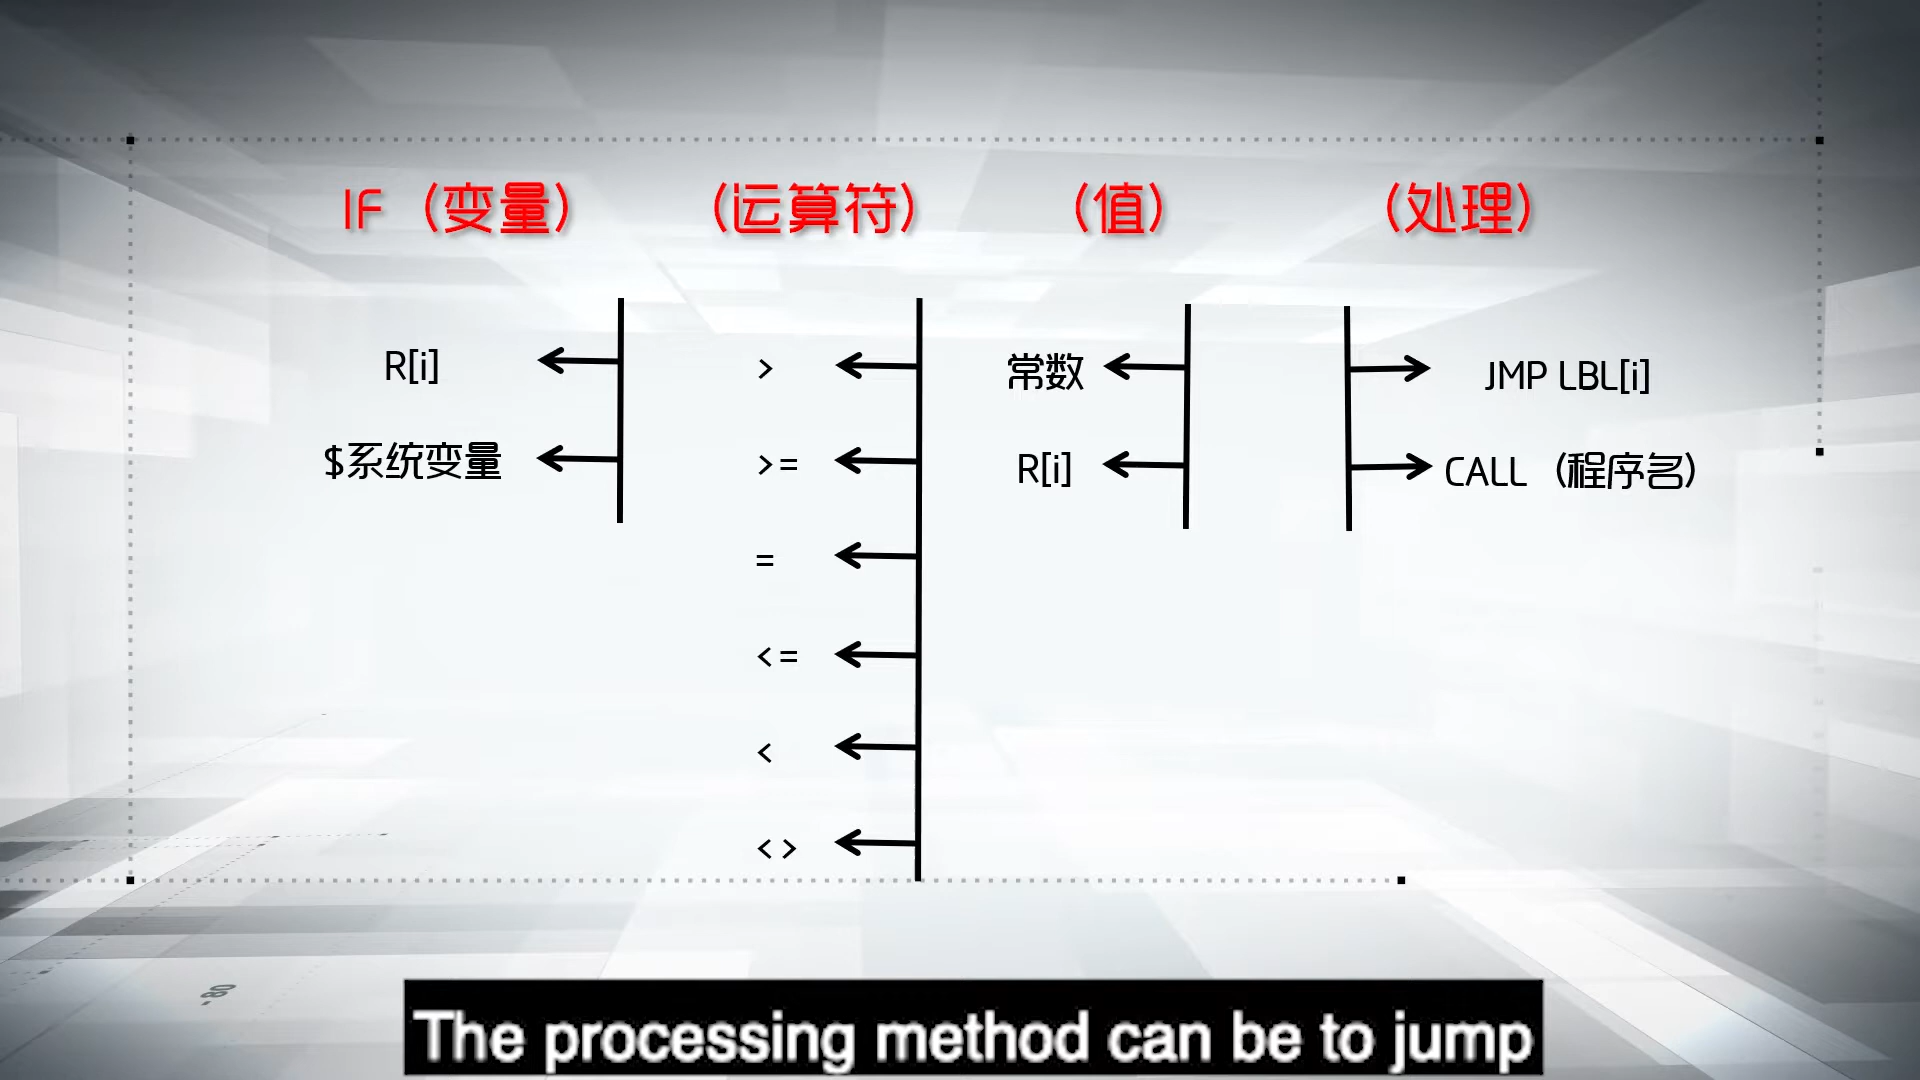 IF（变量） （运算符） （值） （处理）
R[i] > 常数 JMP LBL[i]
$系统变量 >= R[i] CALL（程序名）
=
<=
<
<>
-80
The processing method can be to jump